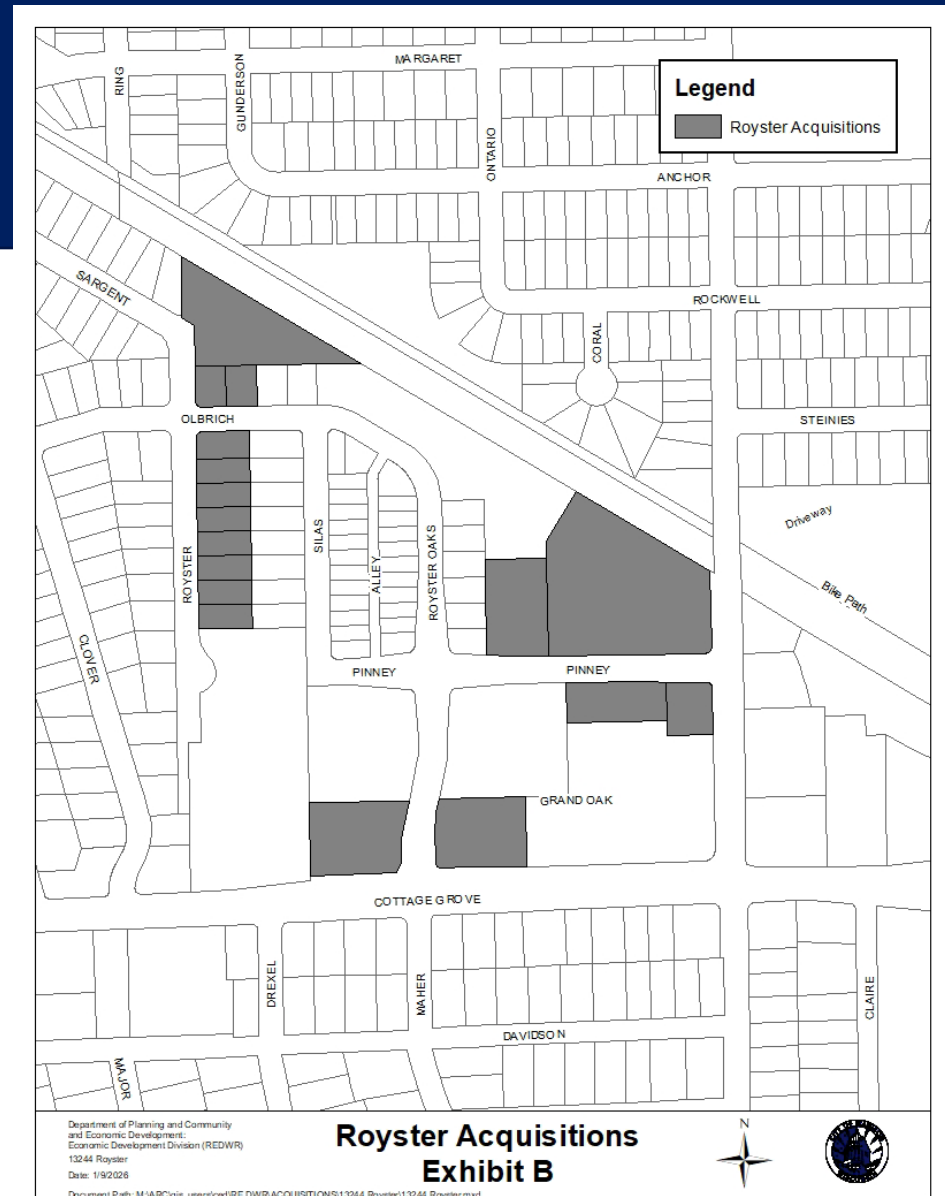 MARGARET
RING
GUNDERSON
ONTARIO
Legend
Royster Acquisitions
ANCHOR
SARGENT
ROCKWELL
CORAL
OLBRICH
STEINIES
Driveway
SILAS
ALLEY
ROYSTER OAKS
ROYSTER
Bike Path
CLOVER
PINNEY
PINNEY
GRAND OAK
COTTAGE GROVE
DREXEL
MAHER
CLAIRE
DAVIDSON
MAJOR
Department of Planning and Community
and Economic Development:
Economic Development Division (REDWR)
13244 Royster
Date: 1/9/2026
Royster Acquisitions
Exhibit B
N